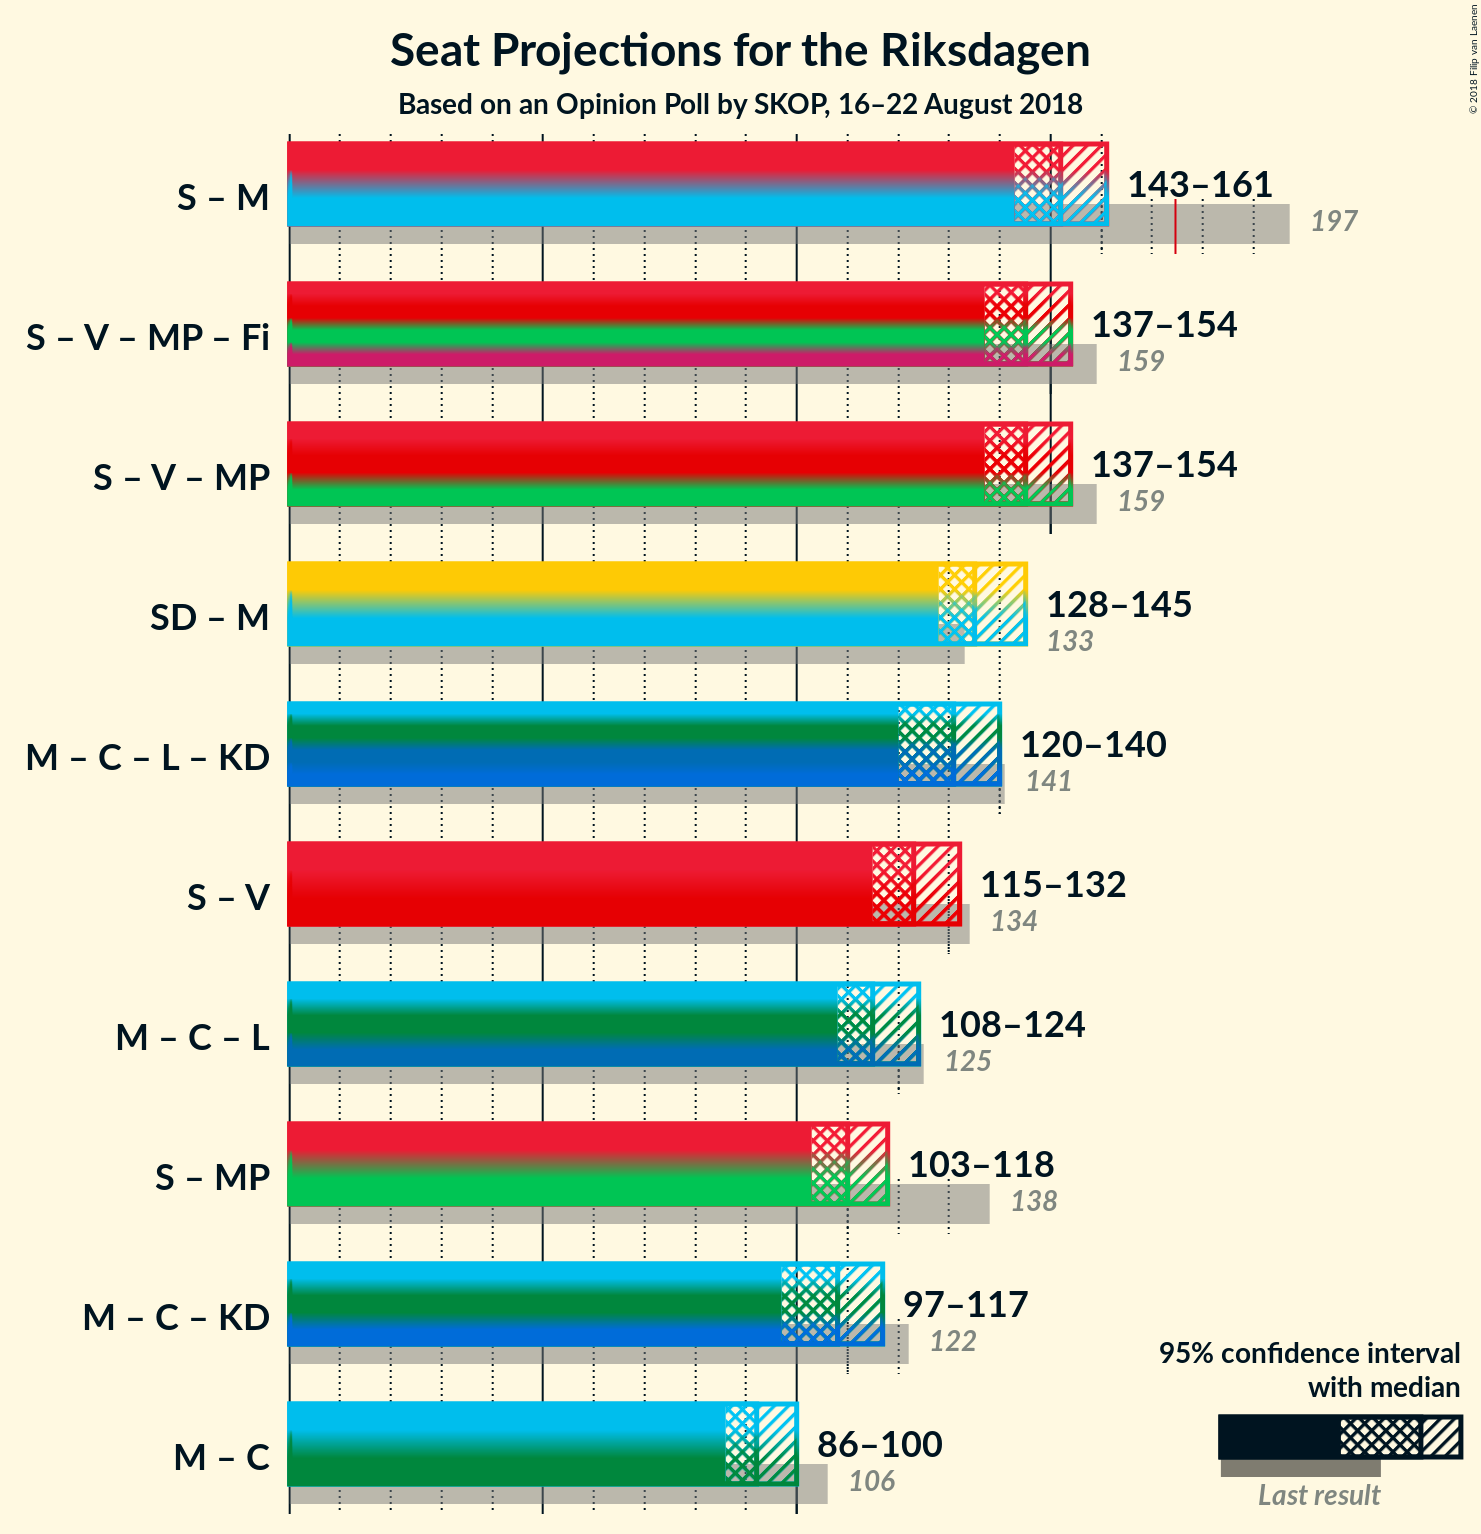 Seat Projections for the Riksdagen
Based on an Opinion Poll by SKOP, 16–22 August 2018
© 2018 Filip van Laenen
S – M
143–161
197
S – V – MP – Fi
137–154
159
S – V – MP
137–154
159
SD – M
128–145
133
M – C – L – KD
120–140
141
S – V
115–132
134
M – C – L
108–124
125
S – MP
103–118
138
M – C – KD
97–117
122
M – C
86–100
106
95% confidence interval
with median
Last result